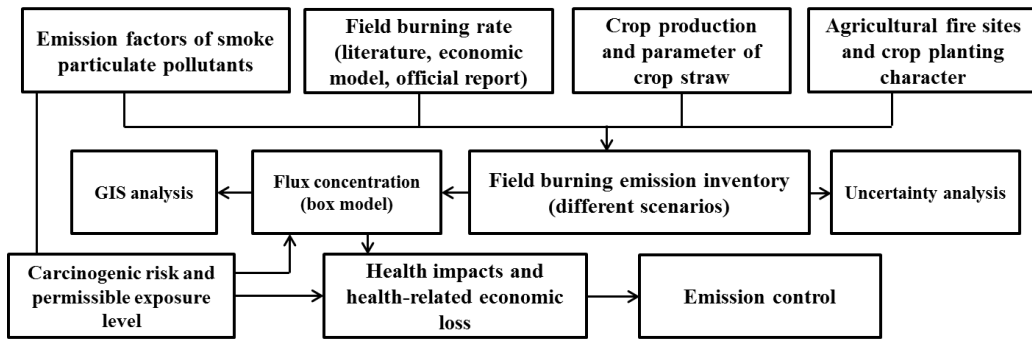 Emission factors of smoke
particulate pollutants
Field burning rate
(literature, economic
model, official report)
Crop production
and parameter of
crop straw
Agricultural fire sites
and crop planting
character
GIS analysis
Flux concentration
(box model)
Field burning emission inventory
(different scenarios)
Uncertainty analysis
Carcinogenic risk and
permissible exposure
level
Health impacts and
health-related economic
loss
Emission control